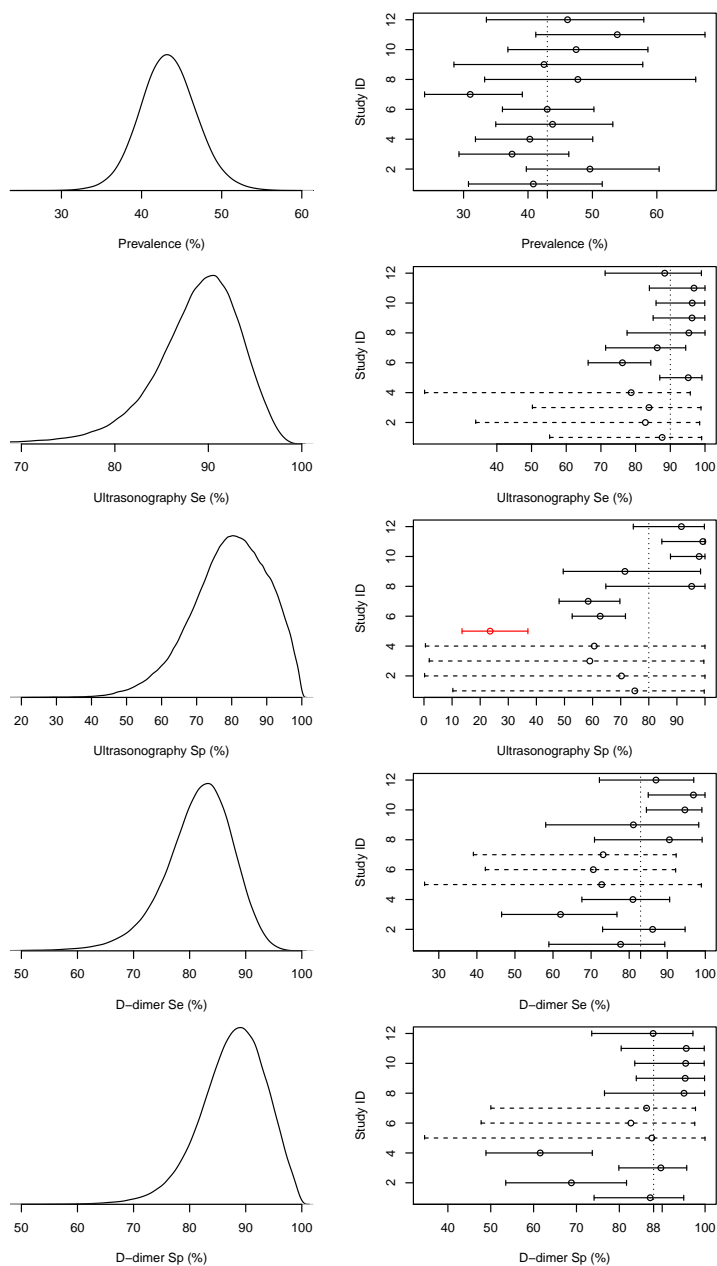 30 40 50 60
Prevalence (%)
2 4 6 8 10 12
Study ID
30 40 50 60
Prevalence (%)
70 80 90 100
Ultrasonography Se (%)
2 4 6 8 10 12
Study ID
40 50 60 70 80 90 100
Ultrasonography Se (%)
20 30 40 50 60 70 80 90 100
Ultrasonography Sp (%)
2 4 6 8 10 12
Study ID
0 10 20 30 40 50 60 70 80 90
Ultrasonography Sp (%)
50 60 70 80 90 100
D−dimer Se (%)
2 4 6 8 10 12
Study ID
30 40 50 60 70 80 83 90 100
D−dimer Se (%)
50 60 70 80 90 100
D−dimer Sp (%)
2 4 6 8 10 12
Study ID
40 50 60 70 80 88 100
D−dimer Sp (%)